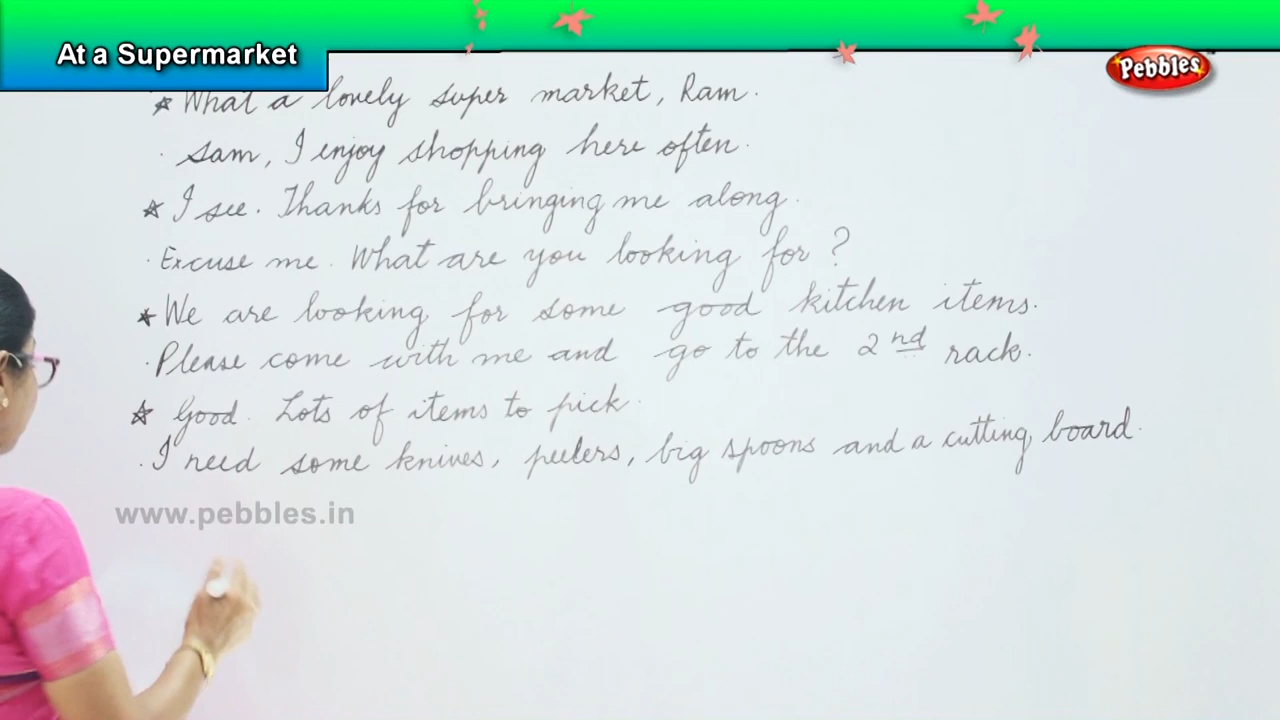 At a Supermarket
Pebbles
★ What a lovely super market, Ram.
. Sam, I enjoy shopping here often.
★ I see. Thanks for bringing me along.
. Excuse me. What are you looking for?
★ We are looking for some good kitchen items.
. Please come with me and go to the 2nd rack.
★ Good. Lots of items to pick.
. I need some knives, peelers, big spoons and a cutting board.
www.pebbles.in